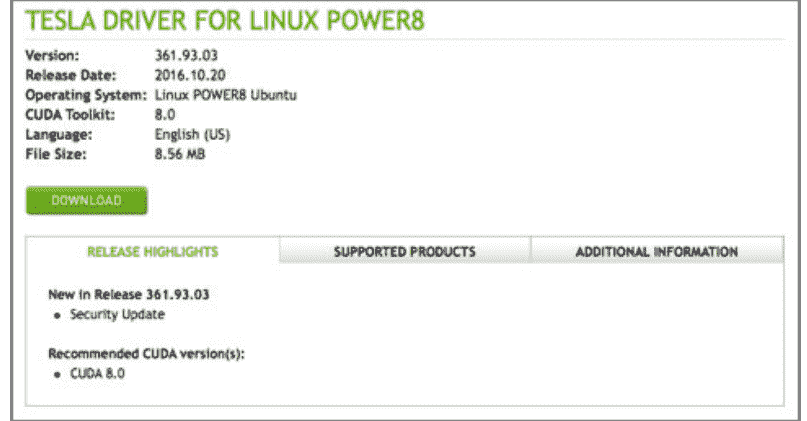 TESLA DRIVER FOR LINUX POWER8
Version: 361.93.03
Release Date: 2016.10.20
Operating System: Linux POWER8 Ubuntu
CUDA Toolkit: 8.0
Language: English (US)
File Size: 8.56 MB
DOWNLOAD
RELEASE HIGHLIGHTS SUPPORTED PRODUCTS ADDITIONAL INFORMATION
New in Release 361.93.03
• Security Update
Recommended CUDA version(s):
• CUDA 8.0